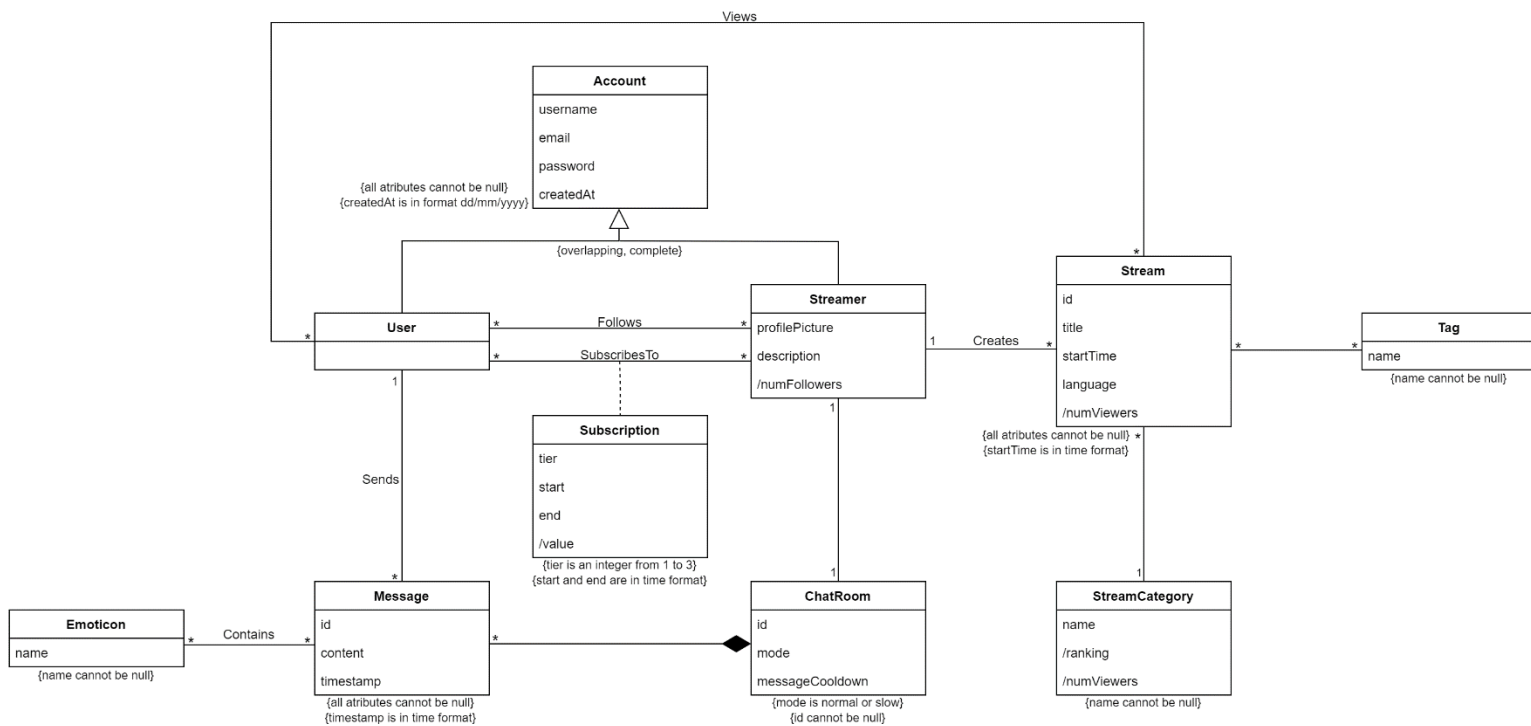 Views
Account
username
email
password
createdAt
{all atributes cannot be null}
{createdAt is in format dd/mm/yyyy}
{overlapping, complete}
User
*
1
*
Follows
*
*
SubscribesTo
*
Streamer
profilePicture
description
/numFollowers
1
1
Creates
*
*
Stream
id
title
startTime
language
/numViewers
{all atributes cannot be null}
{startTime is in time format}
*
*
*
Tag
name
{name cannot be null}
Subscription
tier
start
end
/value
{tier is an integer from 1 to 3}
{start and end are in time format}
Sends
*
Emoticon
name
{name cannot be null}
*
Contains
*
Message
id
content
timestamp
{all atributes cannot be null}
{timestamp is in time format}
*
1
ChatRoom
id
mode
messageCooldown
{mode is normal or slow}
{id cannot be null}
1
StreamCategory
name
/ranking
/numViewers
{name cannot be null}